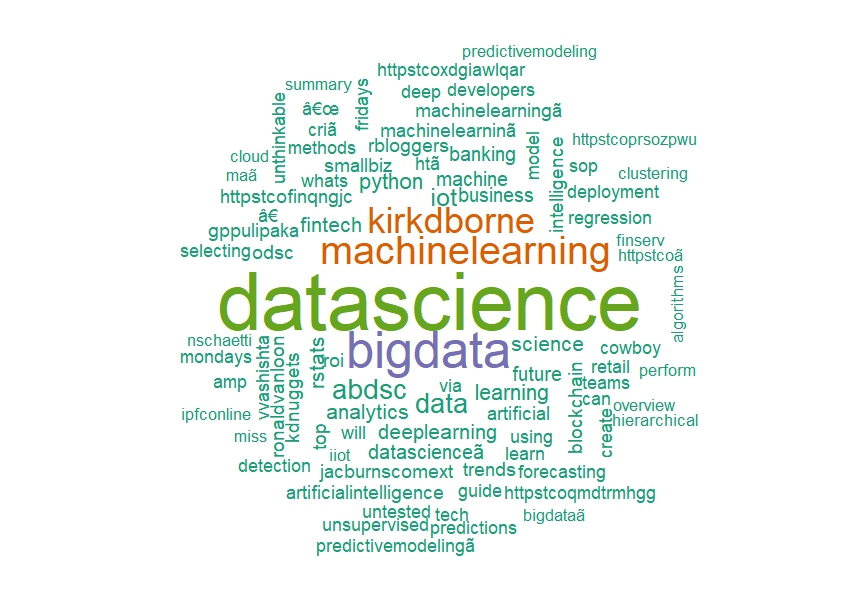 predictivemodeling
httpstcoxdgiawlqar
summary
deep developers
fridays
unthinkable
â€œ
machinelearningã
criã
machinelearninã
httpstcoprsozpwu
methods rbloggers
banking
model
cloud
smallbiz
htã
intelligence
sop
maã
whats
python
machine
clustering
httpstcofinqngjc
iot
business
deployment
â€
gppulipaka
fintech
kirkdborne
regression
selecting
odsc
machinelearning
finserv
httpstcoã
algorithms
datascience
nschaetti
mondays
vvashishta
ronaldvanloon
kdnuggets
rstats
roi
bigdata
science
cowboy
amp
future
retail
perform
abdsc
via
learning
blockchain
teams
can
ipfconline
analytics
data
artificial
create
overview
hierarchical
miss
top
will
deeplearning
using
iiot
datascienceã
learn
detection
jacburnscomext
trends
forecasting
artificialintelligence
guide
httpstcoqmdtrmhgg
untested
tech
bigdataã
unsupervised
predictions
predictivemodelingã